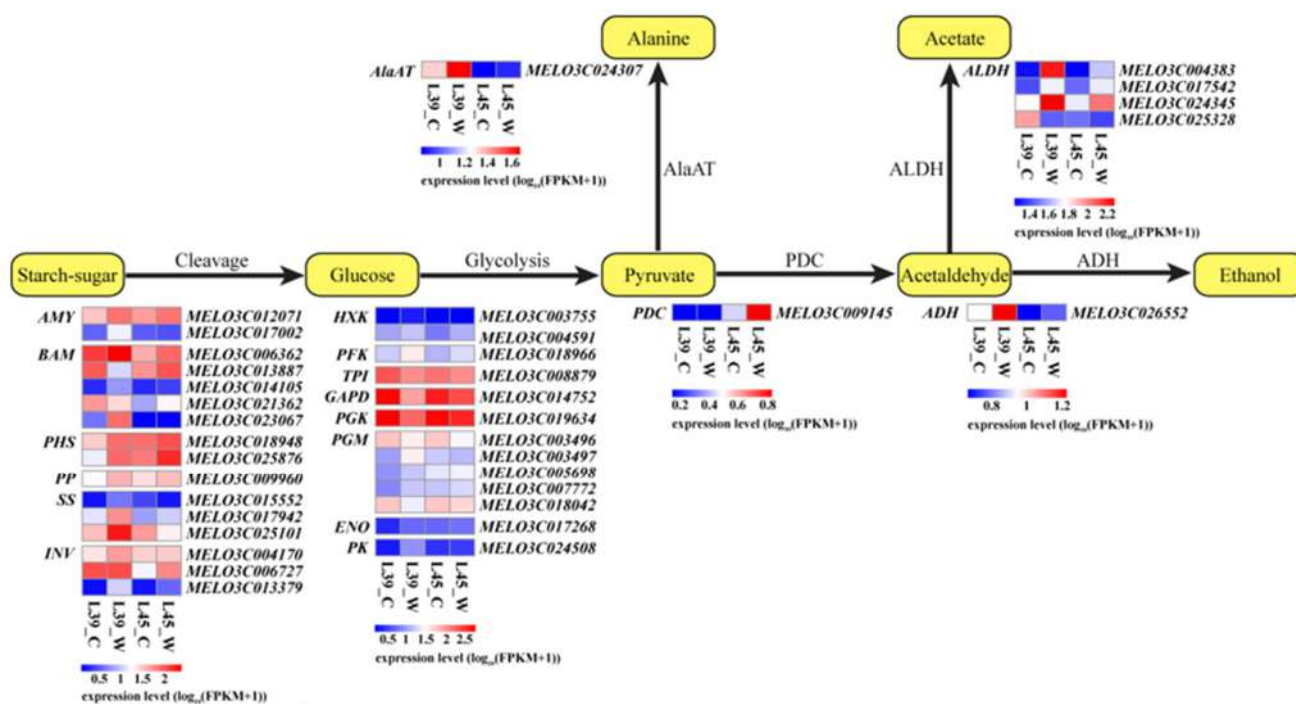 Alanine
Acetate
AlaAT MELO3C024307
L39_C L39_W L45_C L45_W
1 1.2 1.4 1.6
expression level (log₁₀(FPKM+1))
ALDH MELO3C004383
MELO3C017542
MELO3C024345
MELO3C025328
L39_C L39_W L45_C L45_W
1.4 1.6 1.8 2 2.2
expression level (log₁₀(FPKM+1))
AlaAT
ALDH
Starch-sugar Cleavage Glucose Glycolysis Pyruvate PDC Acetaldehyde ADH Ethanol
AMY MELO3C012071
MELO3C017002
BAM MELO3C006362
MELO3C013887
MELO3C014105
MELO3C021362
MELO3C023067
PHS MELO3C018948
MELO3C025876
PP MELO3C009960
SS MELO3C015552
MELO3C017942
MELO3C025101
INV MELO3C004170
MELO3C006727
MELO3C013379
L39_C L39_W L45_C L45_W
0.5 1 1.5 2
expression level (log₁₀(FPKM+1))
HXK MELO3C003755
MELO3C004591
PFK MELO3C018966
TPI MELO3C008879
GAPD MELO3C014752
PGK MELO3C019634
PGM MELO3C003496
MELO3C003497
MELO3C005698
MELO3C007772
MELO3C018042
ENO MELO3C017268
PK MELO3C024508
L39_C L39_W L45_C L45_W
0.5 1 1.5 2 2.5
expression level (log₁₀(FPKM+1))
PDC MELO3C009145
L39_C L39_W L45_C L45_W
0.2 0.4 0.6 0.8
expression level (log₁₀(FPKM+1))
ADH MELO3C026552
L39_C L39_W L45_C L45_W
0.8 1 1.2
expression level (log₁₀(FPKM+1))